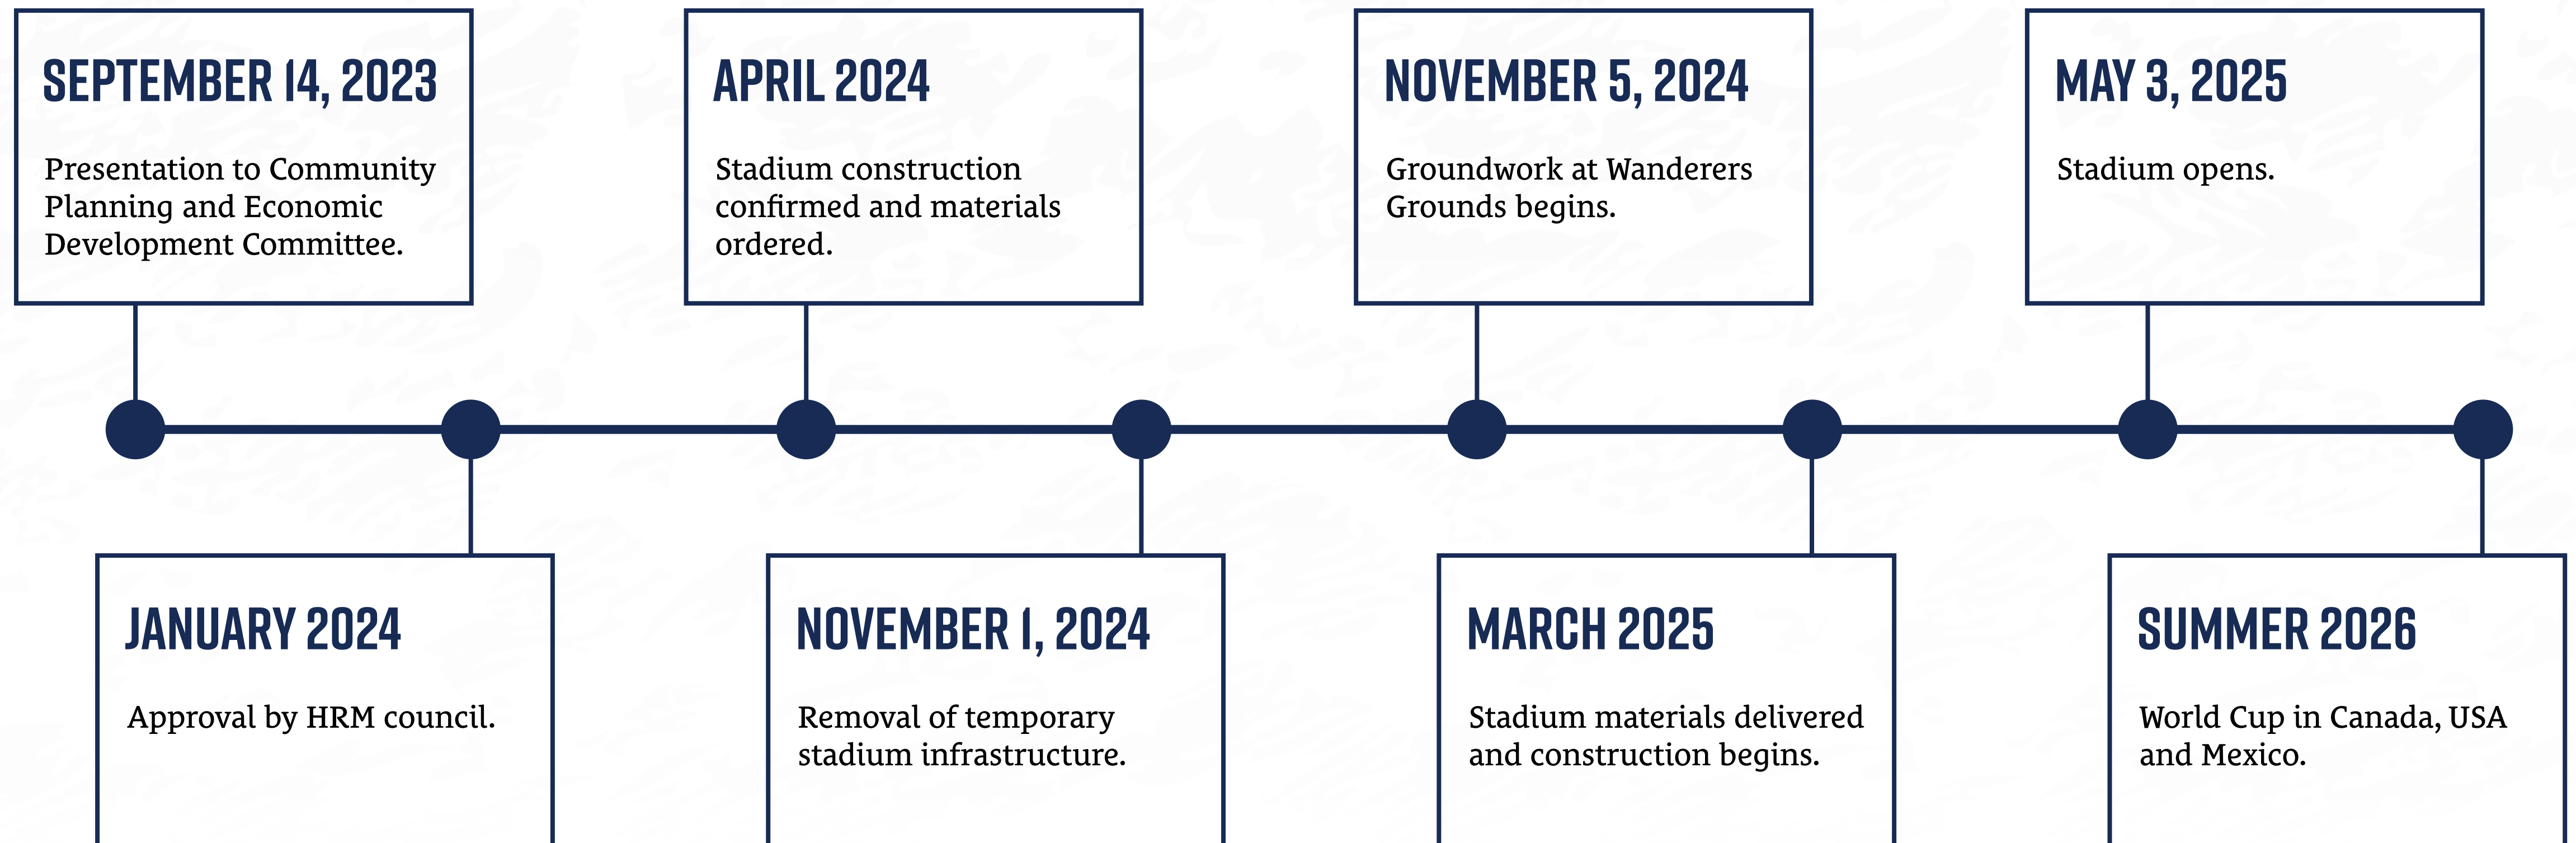 SEPTEMBER 14, 2023
Presentation to Community
Planning and Economic
Development Committee.
JANUARY 2024
Approval by HRM council.
APRIL 2024
Stadium construction
confirmed and materials
ordered.
NOVEMBER 1, 2024
Removal of temporary
stadium infrastructure.
NOVEMBER 5, 2024
Groundwork at Wanderers
Grounds begins.
MARCH 2025
Stadium materials delivered
and construction begins.
MAY 3, 2025
Stadium opens.
SUMMER 2026
World Cup in Canada, USA
and Mexico.